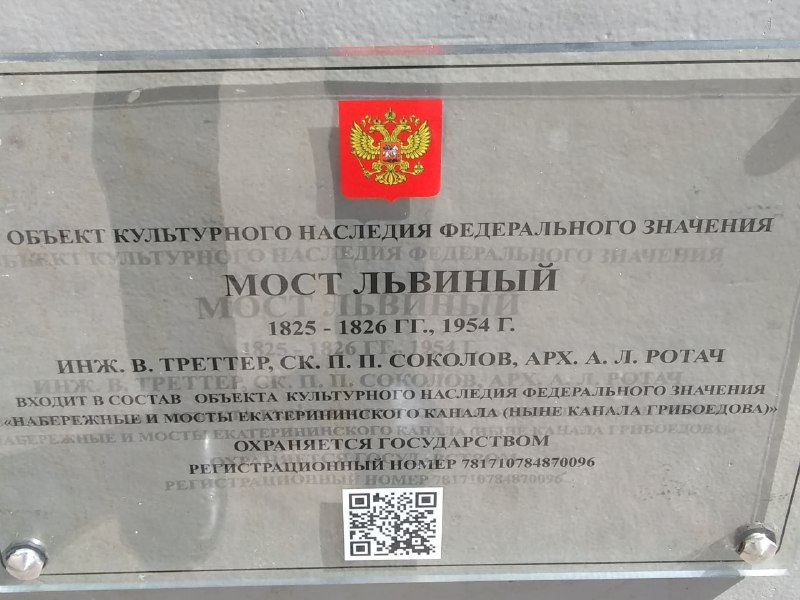 ОБЪЕКТ КУЛЬТУРНОГО НАСЛЕДИЯ ФЕДЕРАЛЬНОГО ЗНАЧЕНИЯ
МОСТ ЛЬВИНЫЙ
1825 - 1826 ГГ., 1954 Г.
ИНЖ. В. ТРЕТТЕР, СК. П. П. СОКОЛОВ, АРХ. А. Л. РОТАЧ
ВХОДИТ В СОСТАВ ОБЪЕКТА КУЛЬТУРНОГО НАСЛЕДИЯ ФЕДЕРАЛЬНОГО ЗНАЧЕНИЯ
«НАБЕРЕЖНЫЕ И МОСТЫ ЕКАТЕРИНИНСКОГО КАНАЛА (НЫНЕ КАНАЛА ГРИБОЕДОВА)»
ОХРАНЯЕТСЯ ГОСУДАРСТВОМ
РЕГИСТРАЦИОННЫЙ НОМЕР 781710784870096